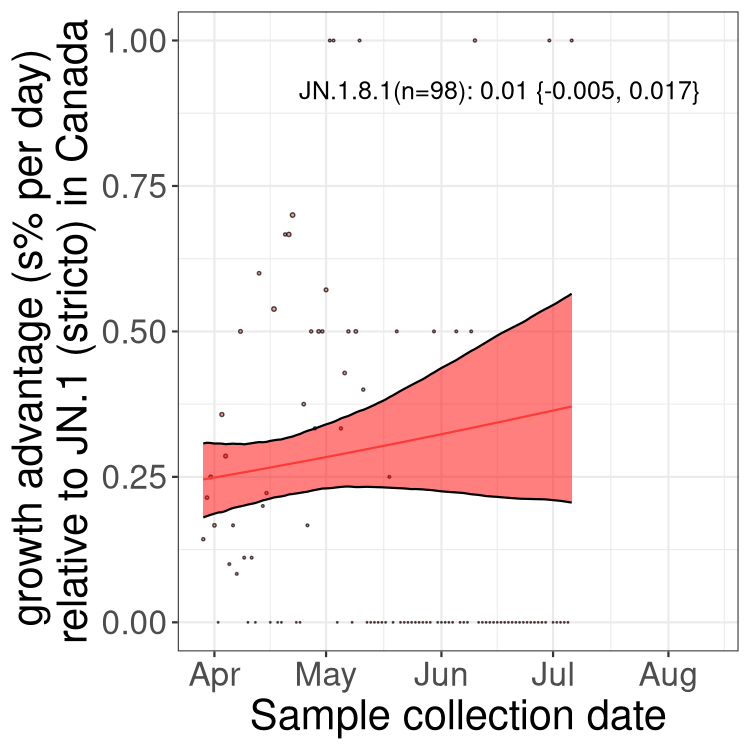 growth advantage (s% per day)
relative to JN.1 (stricto) in Canada
1.00
0.75
0.50
0.25
0.00
JN.1.8.1(n=98): 0.01 {-0.005, 0.017}
Apr May Jun Jul Aug
Sample collection date